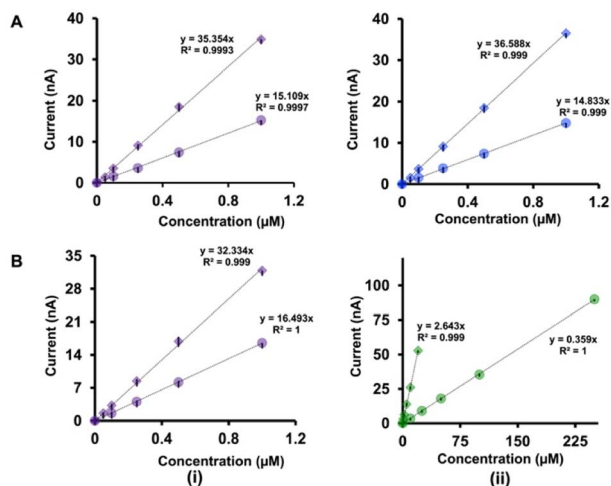 A
40
30
20
10
0
Current (nA)
y = 35.354x
R² = 0.9993
y = 15.109x
R² = 0.9997
0
0.4
0.8
1.2
Concentration (µM)
40
30
20
10
0
Current (nA)
y = 36.588x
R² = 0.999
y = 14.833x
R² = 0.999
0
0.4
0.8
1.2
Concentration (µM)
B
35
28
21
14
7
0
Current (nA)
y = 32.334x
R² = 0.999
y = 16.493x
R² = 1
0
0.4
0.8
1.2
Concentration (µM)
(i)
100
75
50
25
0
Current (nA)
y = 2.643x
R² = 0.999
y = 0.359x
R² = 1
0
75
150
225
Concentration (µM)
(ii)